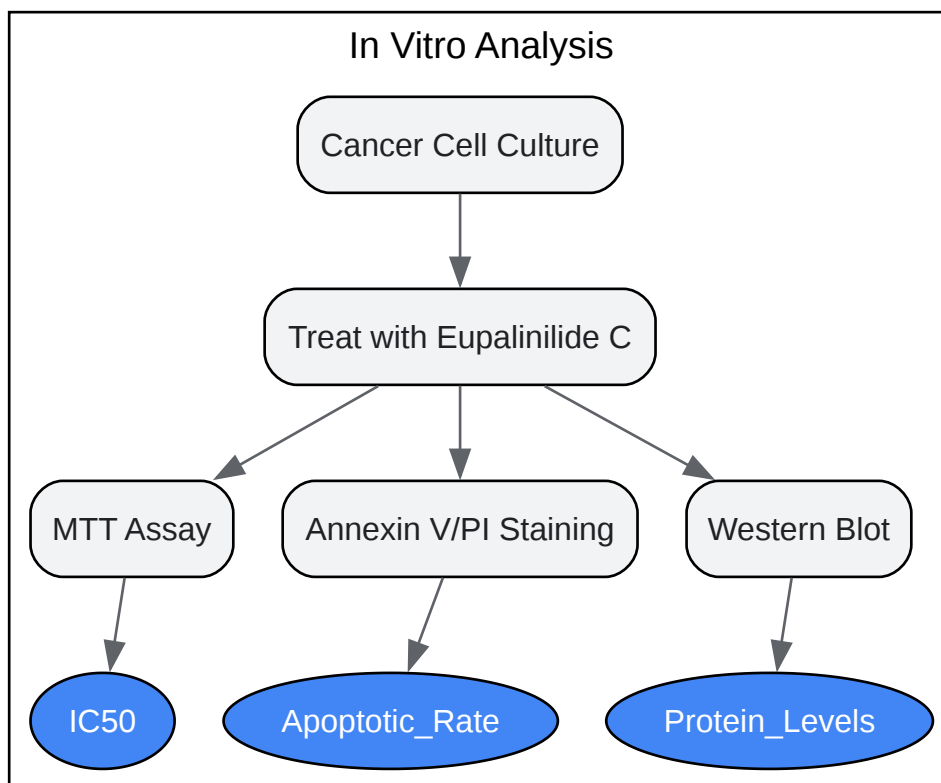 In Vitro Analysis
Cancer Cell Culture
Treat with Eupalinilide C
MTT Assay
Annexin V/PI Staining
Western Blot
IC50
Apoptotic_Rate
Protein_Levels